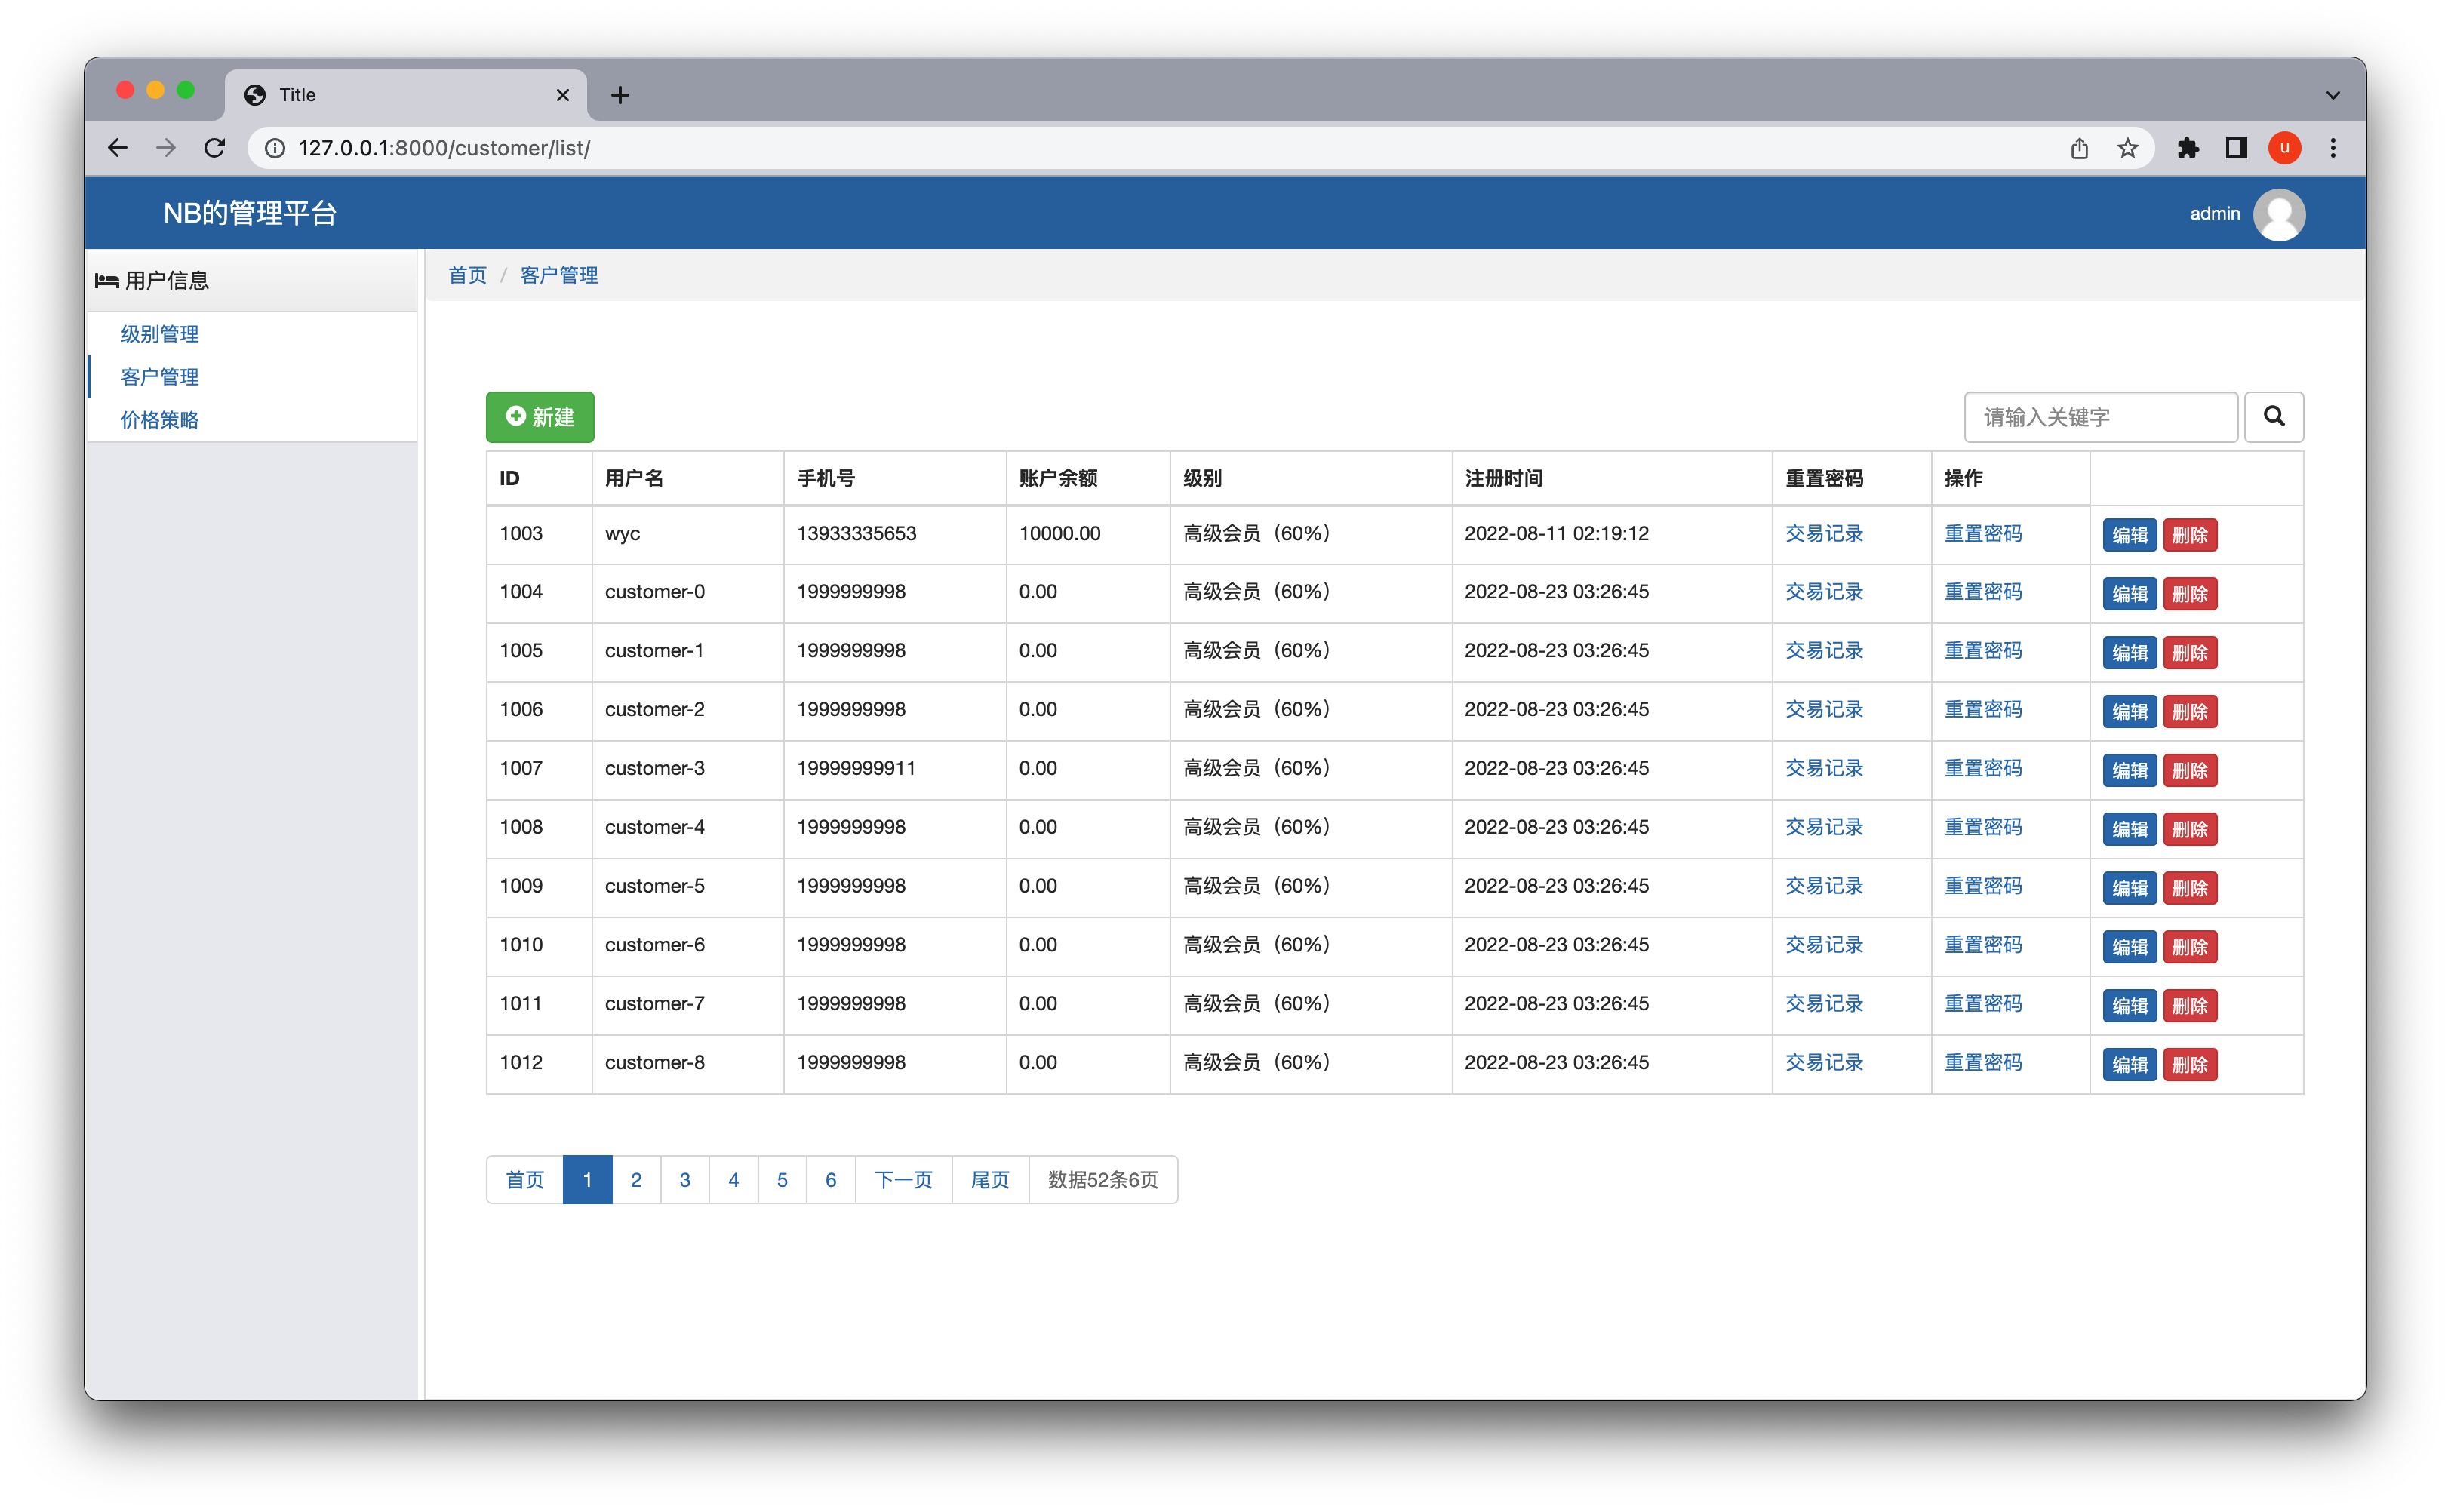 Title
127.0.0.1:8000/customer/list/
u
NB的管理平台
admin
用户信息
级别管理
客户管理
价格策略
首页 / 客户管理
新建
请输入关键字
ID 用户名 手机号 账户余额 级别 注册时间 重置密码 操作
1003 wyc 13933335653 10000.00 高级会员（60%） 2022-08-11 02:19:12 交易记录 重置密码 编辑 删除
1004 customer-0 1999999998 0.00 高级会员（60%） 2022-08-23 03:26:45 交易记录 重置密码 编辑 删除
1005 customer-1 1999999998 0.00 高级会员（60%） 2022-08-23 03:26:45 交易记录 重置密码 编辑 删除
1006 customer-2 1999999998 0.00 高级会员（60%） 2022-08-23 03:26:45 交易记录 重置密码 编辑 删除
1007 customer-3 19999999911 0.00 高级会员（60%） 2022-08-23 03:26:45 交易记录 重置密码 编辑 删除
1008 customer-4 1999999998 0.00 高级会员（60%） 2022-08-23 03:26:45 交易记录 重置密码 编辑 删除
1009 customer-5 1999999998 0.00 高级会员（60%） 2022-08-23 03:26:45 交易记录 重置密码 编辑 删除
1010 customer-6 1999999998 0.00 高级会员（60%） 2022-08-23 03:26:45 交易记录 重置密码 编辑 删除
1011 customer-7 1999999998 0.00 高级会员（60%） 2022-08-23 03:26:45 交易记录 重置密码 编辑 删除
1012 customer-8 1999999998 0.00 高级会员（60%） 2022-08-23 03:26:45 交易记录 重置密码 编辑 删除
首页 1 2 3 4 5 6 下一页 尾页 数据52条6页